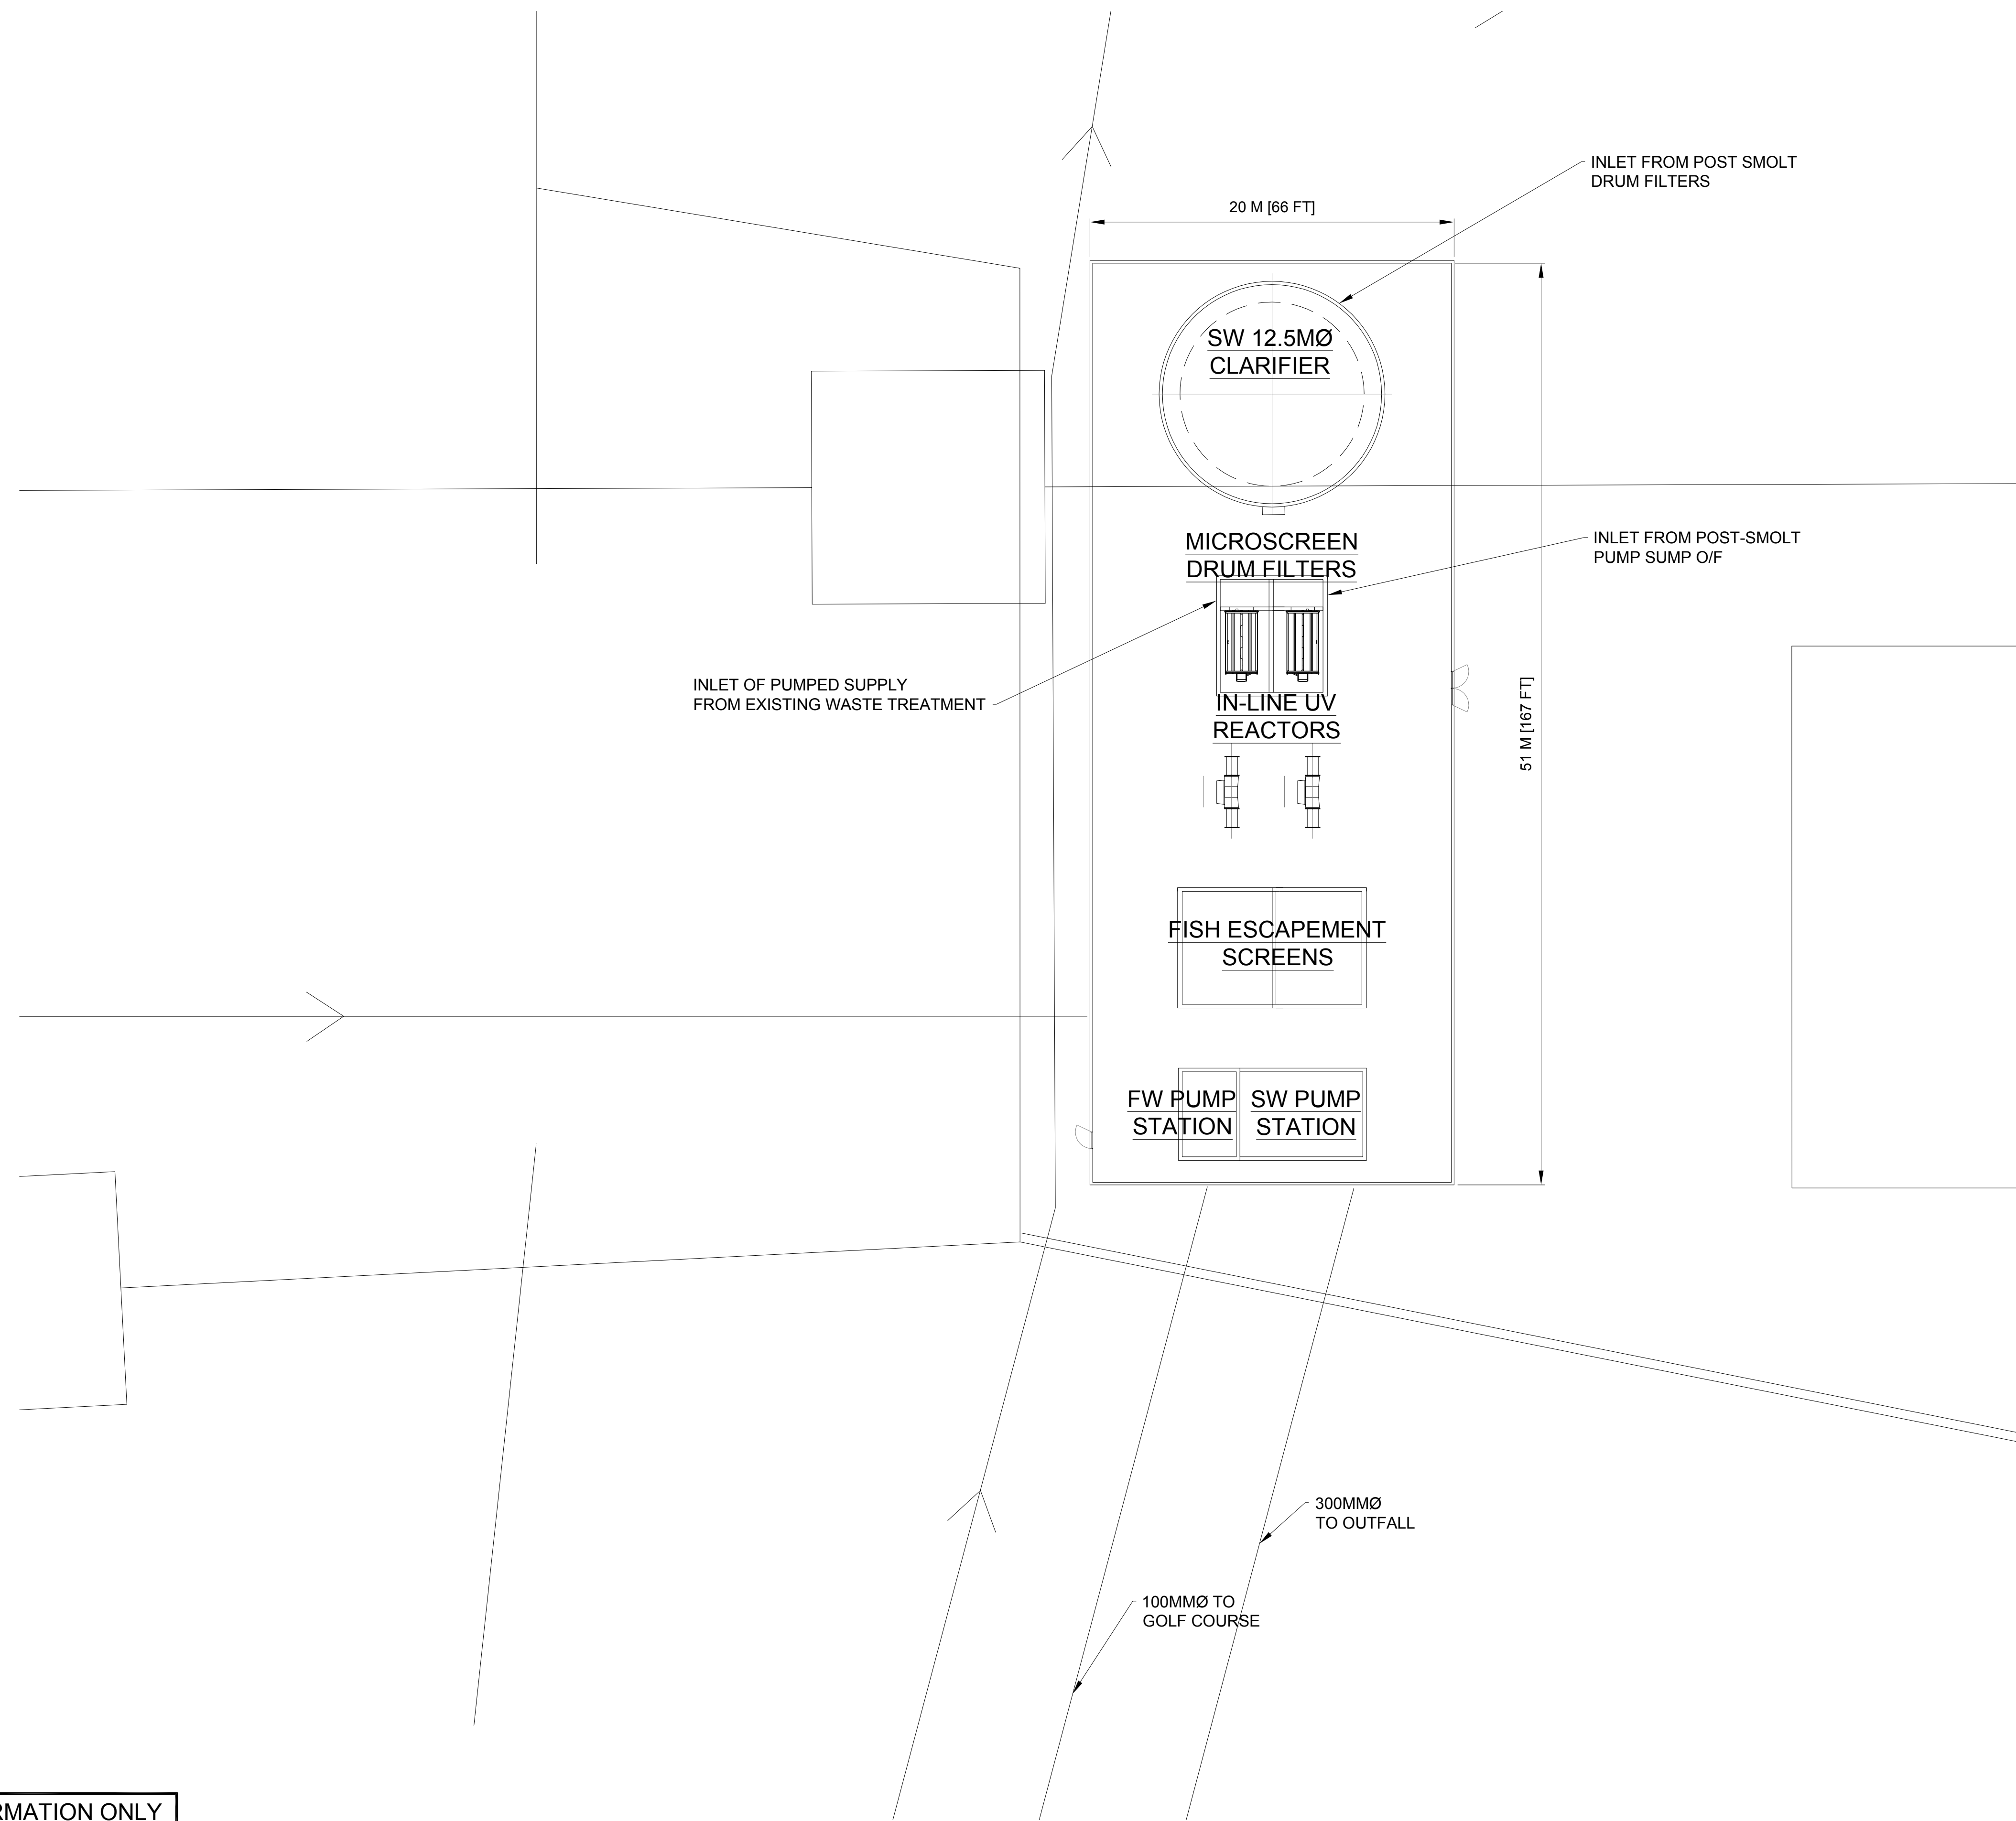 INLET FROM POST SMOLT
DRUM FILTERS
20 M [66 FT]
SW 12.5MØ
CLARIFIER
INLET FROM POST-SMOLT
PUMP SUMP O/F
MICROSCREEN
DRUM FILTERS
INLET OF PUMPED SUPPLY
FROM EXISTING WASTE TREATMENT
IN-LINE UV
REACTORS
51 M [167 FT]
FISH ESCAPEMENT
SCREENS
FW PUMP
STATION
SW PUMP
STATION
300MMØ
TO OUTFALL
100MMØ TO
GOLF COURSE
RMATION ONLY